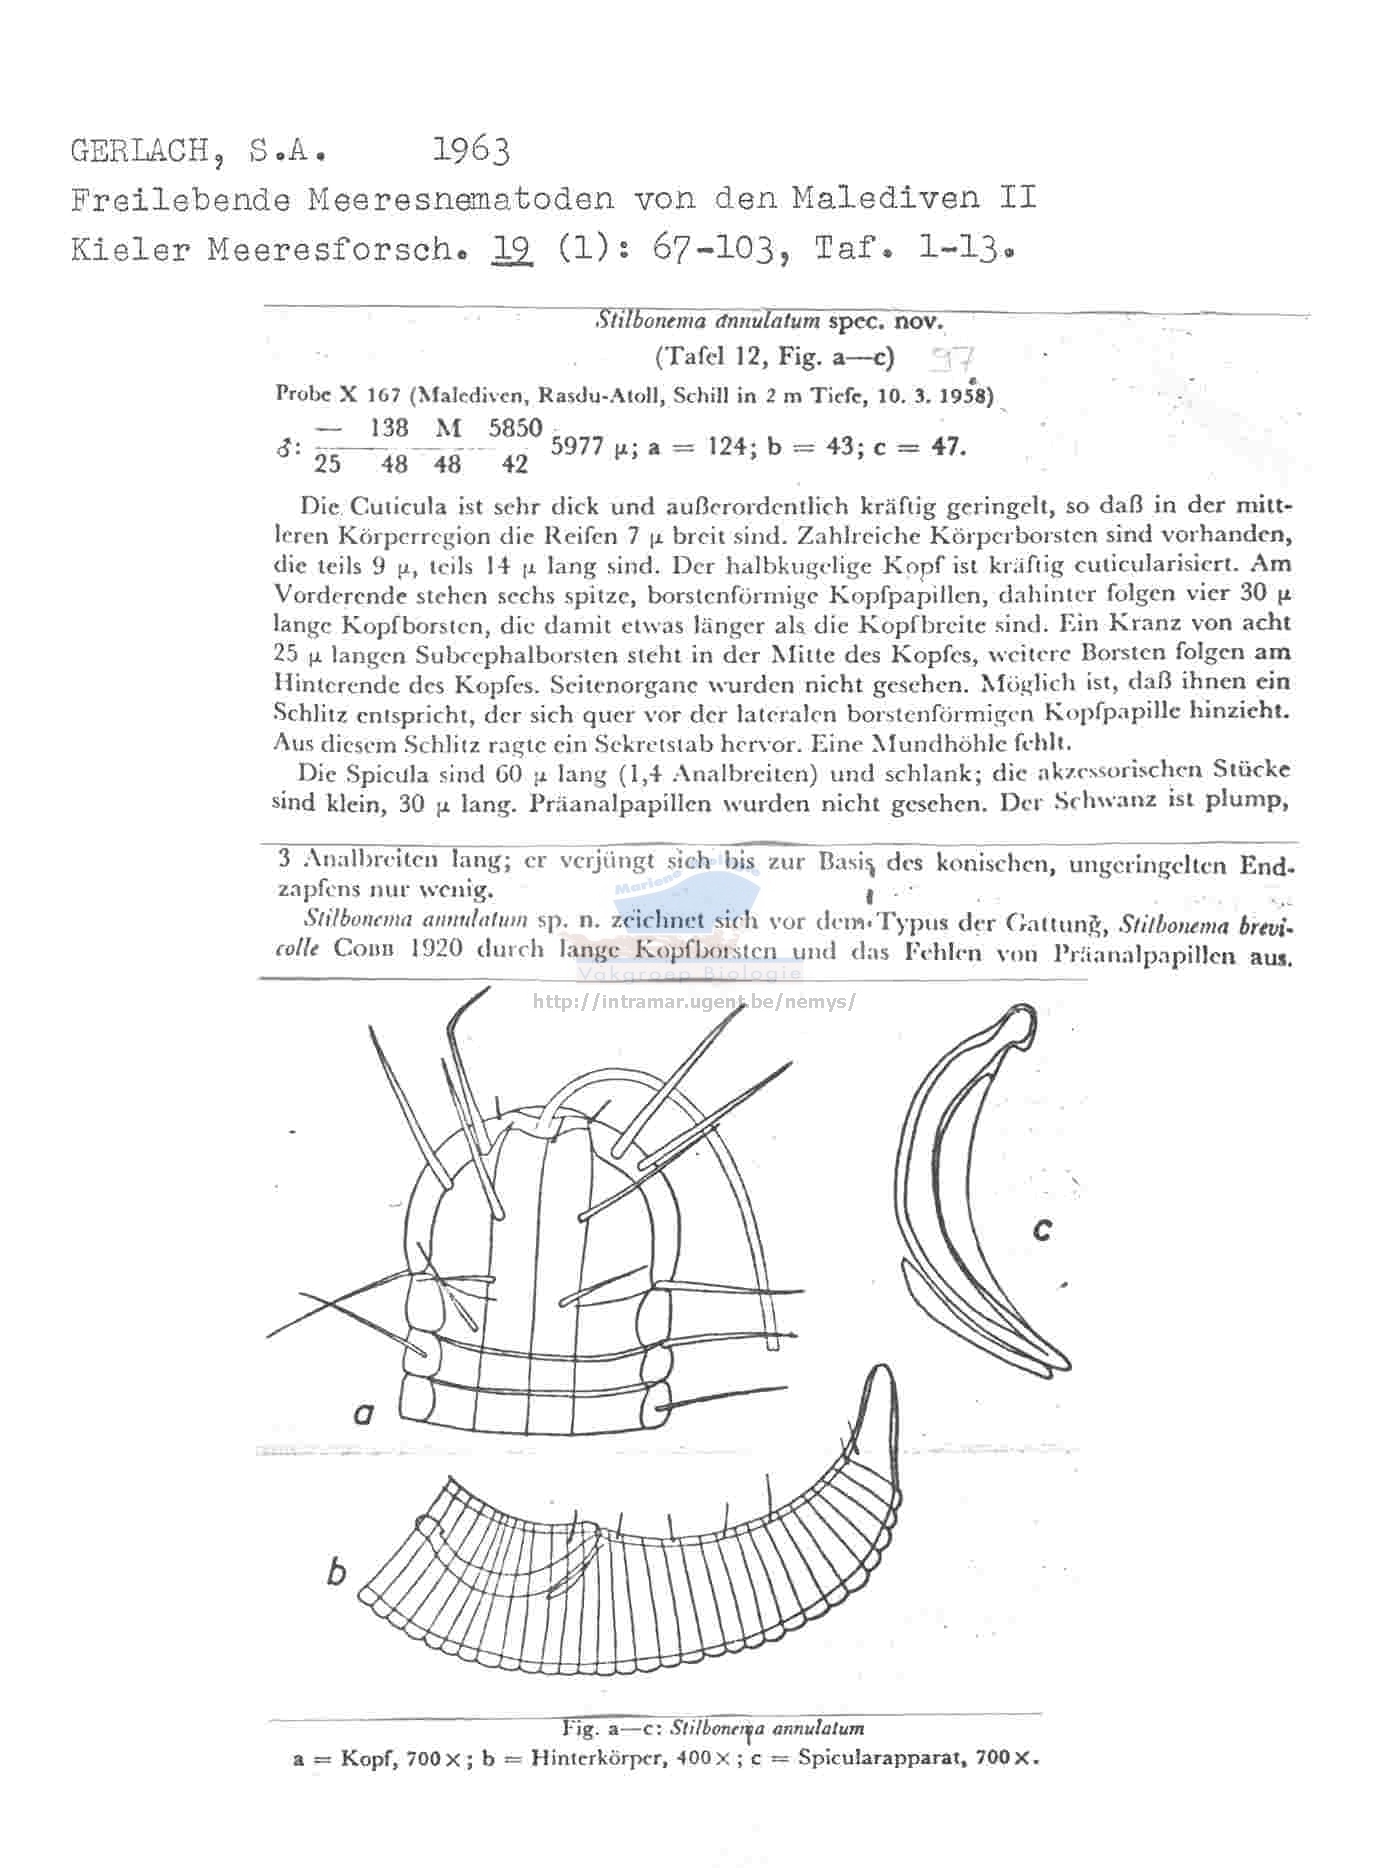 GERLACH, S.A. 1963
Freilebende Meeresnematoden von den Malediven II
Kieler Meeresforsch. 19 (1): 67-103, Taf. 1-13.
Stilbonema annulatum spec. nov.
(Tafel 12, Fig. a—c) 97
Probe X 167 (Malediven, Rasdu-Atoll, Schill in 2 m Tiefe, 10. 3. 1958)
— 138 M 5850
♂: 5977 μ; a = 124; b = 43; c = 47.
25 48 48 42
Die Cuticula ist sehr dick und außerordentlich kräftig geringelt, so daß in der mitt-
leren Körperregion die Reifen 7 μ breit sind. Zahlreiche Körperborsten sind vorhanden,
die teils 9 μ, teils 14 μ lang sind. Der halbkugelige Kopf ist kräftig cuticularisiert. Am
Vorderende stehen sechs spitze, borstenförmige Kopfpapillen, dahinter folgen vier 30 μ
lange Kopfborsten, die damit etwas länger als die Kopfbreite sind. Ein Kranz von acht
25 μ langen Subcephalborsten steht in der Mitte des Kopfes, weitere Borsten folgen am
Hinterende des Kopfes. Seitenorgane wurden nicht gesehen. Möglich ist, daß ihnen ein
Schlitz entspricht, der sich quer vor der lateralen borstenförmigen Kopfpapille hinzieht.
Aus diesem Schlitz ragte ein Sekretstab hervor. Eine Mundhöhle fehlt.
Die Spicula sind 60 μ lang (1,4 Analbreiten) und schlank; die akzessorischen Stücke
sind klein, 30 μ lang. Präanalpapillen wurden nicht gesehen. Der Schwanz ist plump,
3 Analbreiten lang; er verjüngt sich bis zur Basis des konischen, ungeringelten End-
zapfens nur wenig.
Stilbonema annulatum sp. n. zeichnet sich vor dem Typus der Gattung, Stilbonema brevi-
colle COBB 1920 durch lange Kopfborsten und das Fehlen von Präanalpapillen aus.
Vakgroep Biologie
http://intramar.ugent.be/nemys/
c
a
b
Fig. a—c: Stilbonema annulatum
a = Kopf, 700×; b = Hinterkörper, 400×; c = Spicularapparat, 700×.